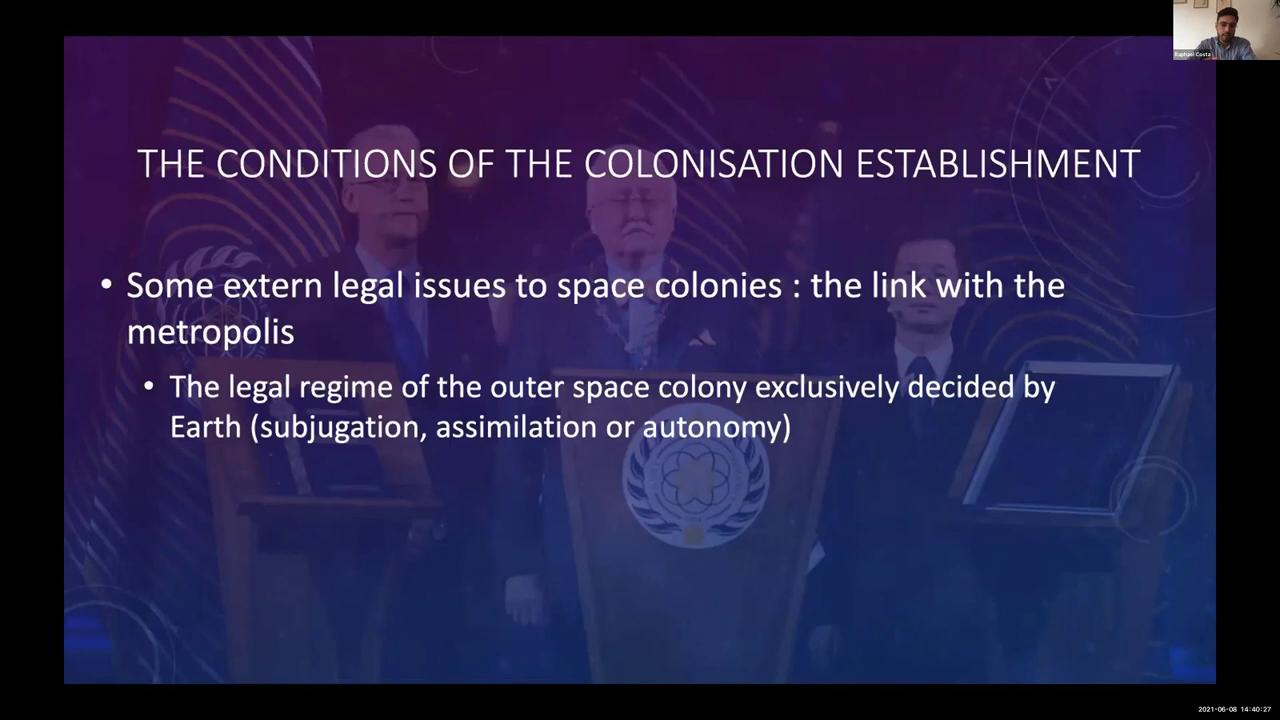 Raphael Costa
THE CONDITIONS OF THE COLONISATION ESTABLISHMENT
• Some extern legal issues to space colonies : the link with the
metropolis
• The legal regime of the outer space colony exclusively decided by
Earth (subjugation, assimilation or autonomy)
2021-06-08 14:40:27